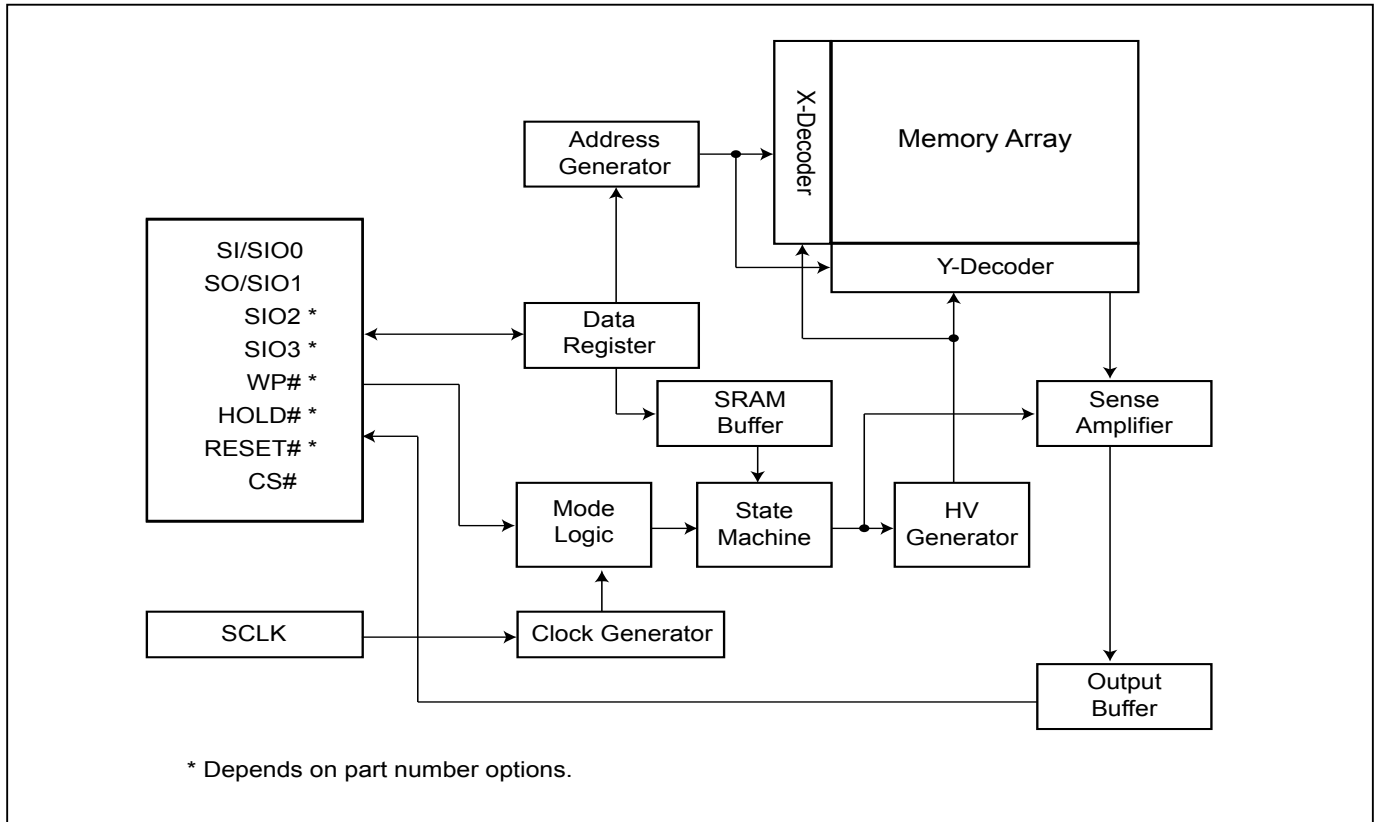 X-Decoder
Memory Array
Address
Generator
Y-Decoder
SI/SIO0
SO/SIO1
SIO2 *
SIO3 *
WP# *
HOLD# *
RESET# *
CS#
Data
Register
SRAM
Buffer
Sense
Amplifier
Mode
Logic
State
Machine
HV
Generator
SCLK
Clock Generator
Output
Buffer
* Depends on part number options.